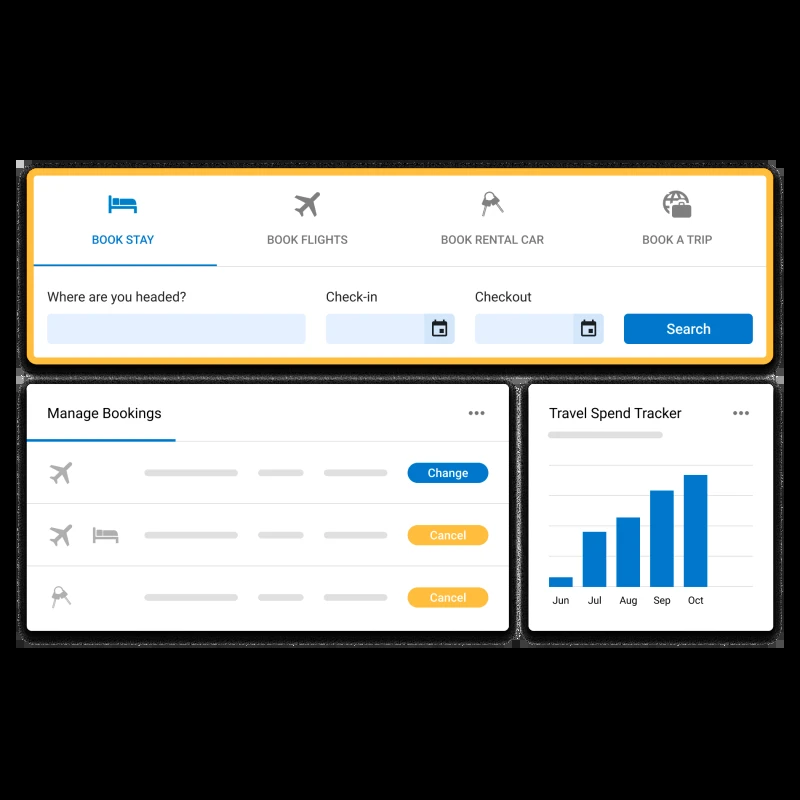 BOOK STAY
BOOK FLIGHTS
BOOK RENTAL CAR
BOOK A TRIP
Where are you headed?
Check-in
Checkout
Search
Manage Bookings
Change
Cancel
Cancel
Travel Spend Tracker
Jun Jul Aug Sep Oct